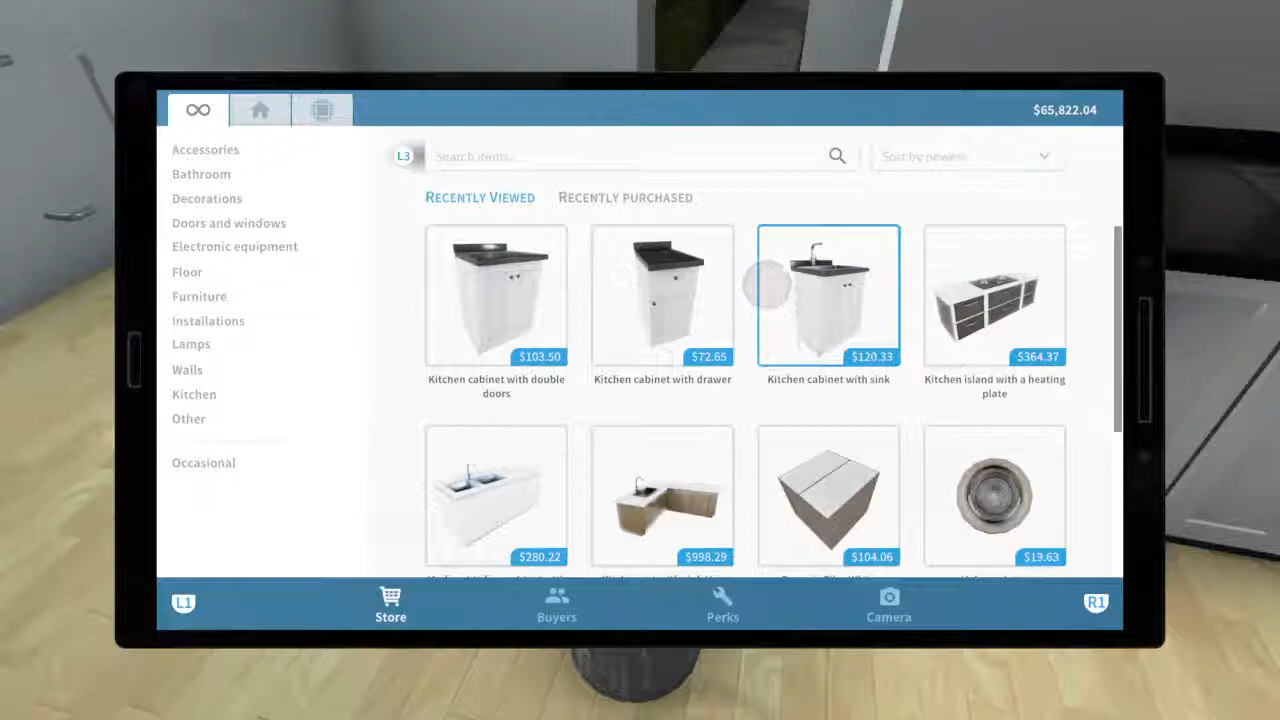 $65,822.04
L3
Search items...
Sort by newest
RECENTLY VIEWED
RECENTLY PURCHASED
Accessories
Bathroom
Decorations
Doors and windows
Electronic equipment
Floor
Furniture
Installations
Lamps
Walls
Kitchen
Other
Occasional
$103.50
$72.65
$120.33
$364.37
Kitchen cabinet with double
doors
Kitchen cabinet with drawer
Kitchen cabinet with sink
Kitchen island with a heating
plate
$280.22
$998.29
$104.06
$19.63
L1
Store
Buyers
Perks
Camera
R1